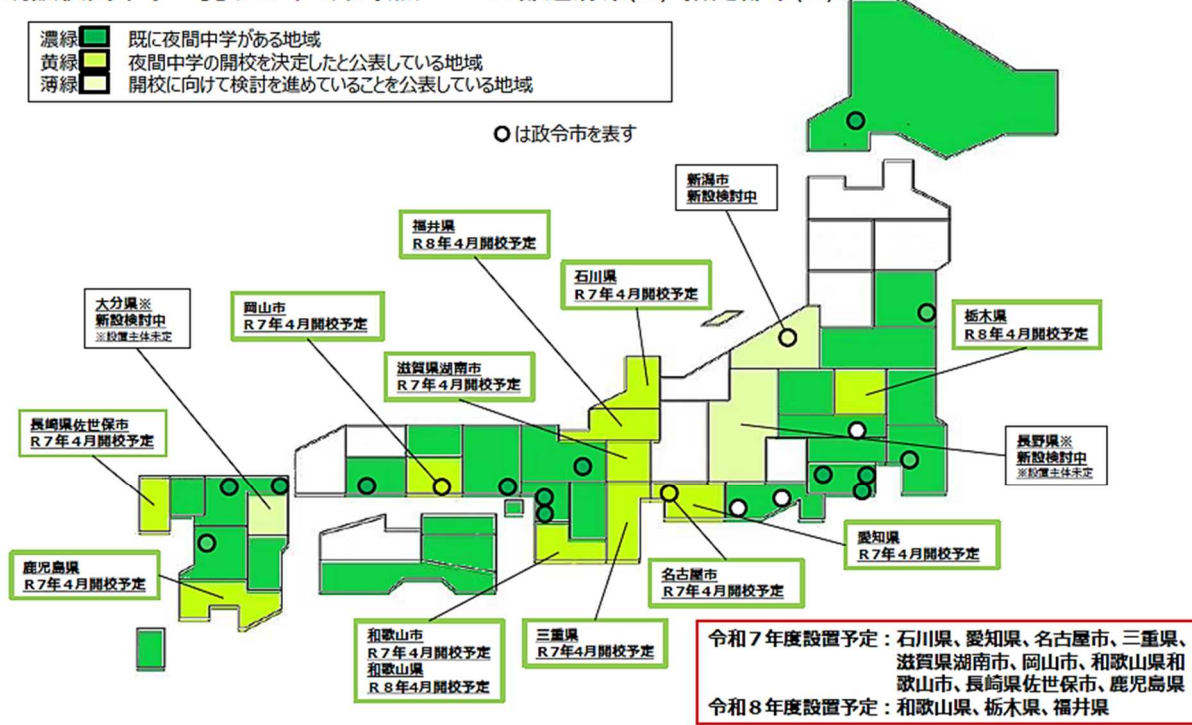 濃緑 既に夜間中学がある地域
黄緑 夜間中学の開校を決定したと公表している地域
薄緑 開校に向けて検討を進めていることを公表している地域
○は政令市を表す
新潟市
新設検討中
福井県
R8年4月開校予定
石川県
R7年4月開校予定
大分県※
新設検討中
※設置主体未定
岡山市
R7年4月開校予定
栃木県
R8年4月開校予定
滋賀県湖南市
R7年4月開校予定
長崎県佐世保市
R7年4月開校予定
長野県※
新設検討中
※設置主体未定
愛知県
R7年4月開校予定
鹿児島県
R7年4月開校予定
名古屋市
R7年4月開校予定
和歌山市
R7年4月開校予定
和歌山県
R8年4月開校予定
三重県
R7年4月開校予定
令和7年度設置予定：石川県、愛知県、名古屋市、三重県、
滋賀県湖南市、岡山市、和歌山県和
歌山市、長崎県佐世保市、鹿児島県
令和8年度設置予定：和歌山県、栃木県、福井県